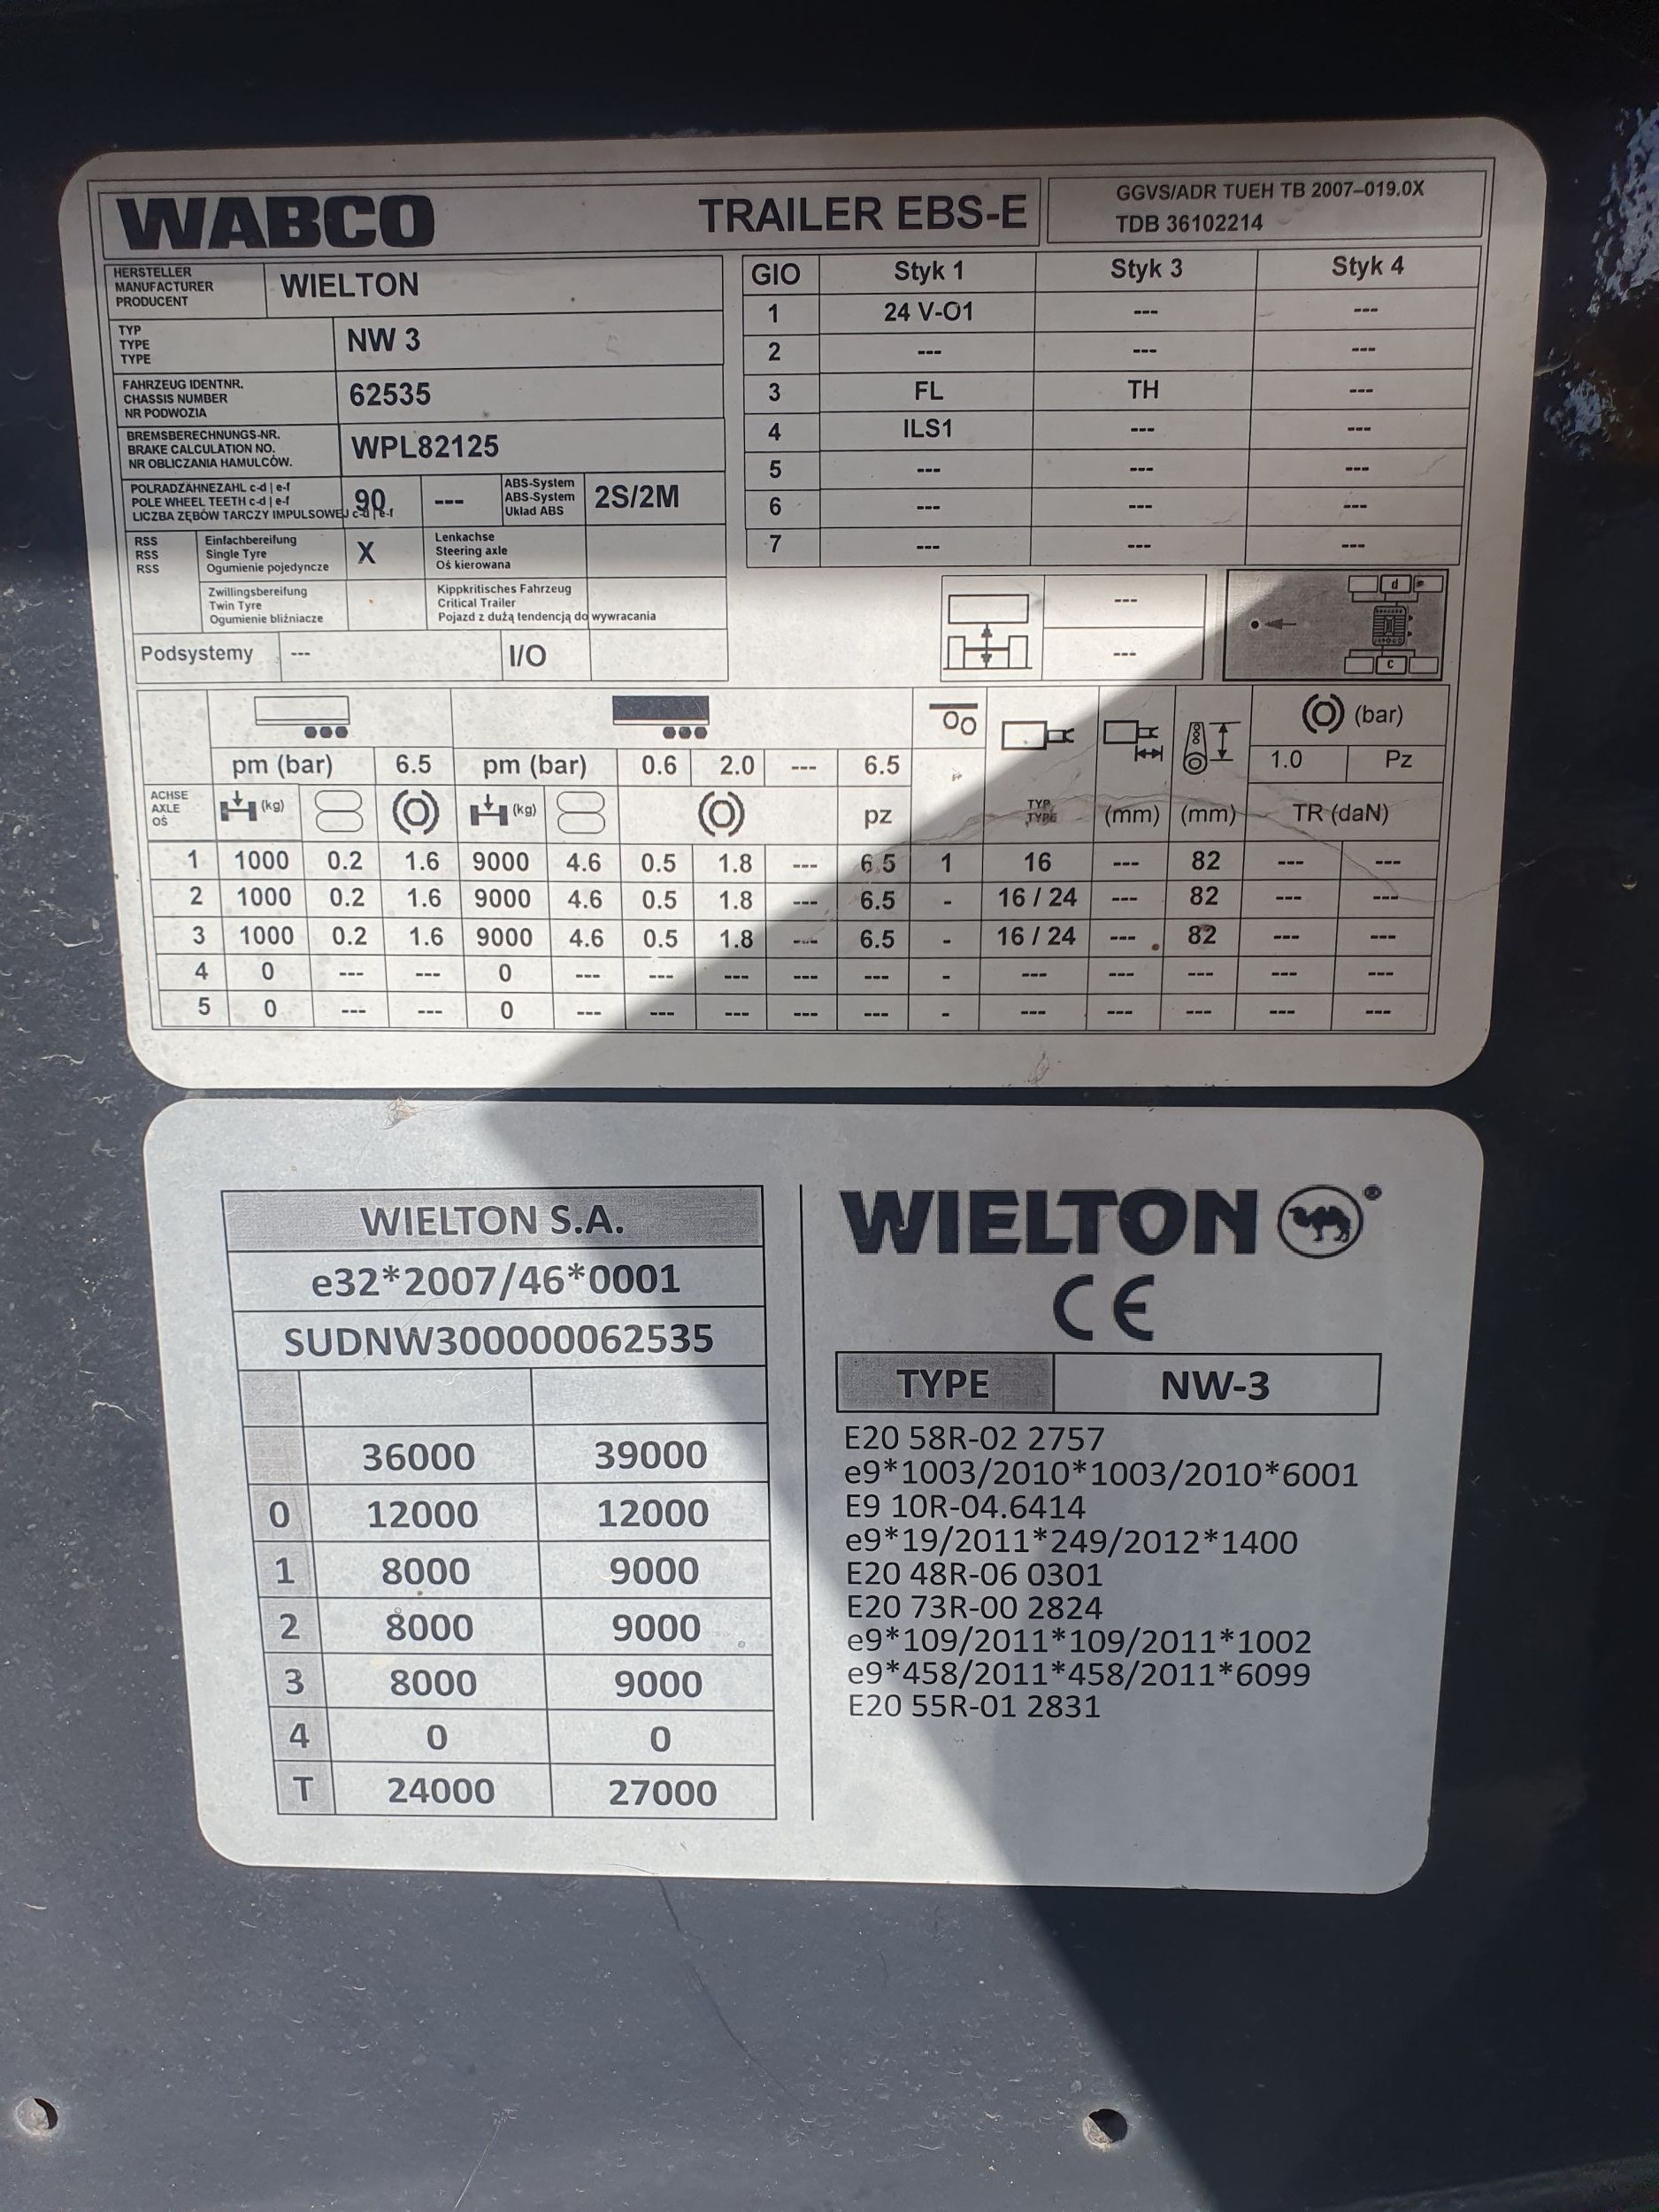 WABCO TRAILER EBS-E
GGVS/ADR TUEH TB 2007–019.0X
TDB 36102214
HERSTELLER
MANUFACTURER
PRODUCENT
WIELTON
TYP
TYPE
TYPE
NW 3
FAHRZEUG IDENTNR.
CHASSIS NUMBER
NR PODWOZIA
62535
BREMSBERECHNUNGS-NR.
BRAKE CALCULATION NO.
NR OBLICZANIA HAMULCÓW.
WPL82125
POLRADZÄHNEZAHL c-d | e-f
POLE WHEEL TEETH c-d | e-f
LICZBA ZĘBÓW TARCZY IMPULSOWEJ c-d | e-f
90 ---
ABS-System
ABS-System
Układ ABS
2S/2M
RSS
RSS
RSS
Einfachbereifung
Single Tyre
Ogumienie pojedyncze
X
Lenkachse
Steering axle
Oś kierowana
Zwillingsbereifung
Twin Tyre
Ogumienie bliźniacze
Kippkritisches Fahrzeug
Critical Trailer
Pojazd z dużą tendencją do wywracania
Podsystemy --- I/O
GIO Styk 1 Styk 3 Styk 4
1 24 V-O1 --- ---
2 --- --- ---
3 FL TH ---
4 ILS1 --- ---
5 --- --- ---
6 --- --- ---
7 --- --- ---
---
---
d
c
pm (bar) 6.5 pm (bar) 0.6 2.0 --- 6.5
(bar)
1.0 Pz
ACHSE
AXLE
OŚ
(kg) (kg) pz
TYP
TYPE
(mm) (mm) TR (daN)
1 1000 0.2 1.6 9000 4.6 0.5 1.8 --- 6.5 1 16 --- 82 --- ---
2 1000 0.2 1.6 9000 4.6 0.5 1.8 --- 6.5 - 16 / 24 --- 82 --- ---
3 1000 0.2 1.6 9000 4.6 0.5 1.8 --- 6.5 - 16 / 24 --- 82 --- ---
4 0 --- --- 0 --- --- --- --- --- - --- --- --- --- ---
5 0 --- --- 0 --- --- --- --- --- - --- --- --- --- ---
WIELTON S.A.
e32*2007/46*0001
SUDNW300000062535
36000 39000
0 12000 12000
1 8000 9000
2 8000 9000
3 8000 9000
4 0 0
T 24000 27000
WIELTON ®
CE
TYPE NW-3
E20 58R-02 2757
e9*1003/2010*1003/2010*6001
E9 10R-04.6414
e9*19/2011*249/2012*1400
E20 48R-06 0301
E20 73R-00 2824
e9*109/2011*109/2011*1002
e9*458/2011*458/2011*6099
E20 55R-01 2831